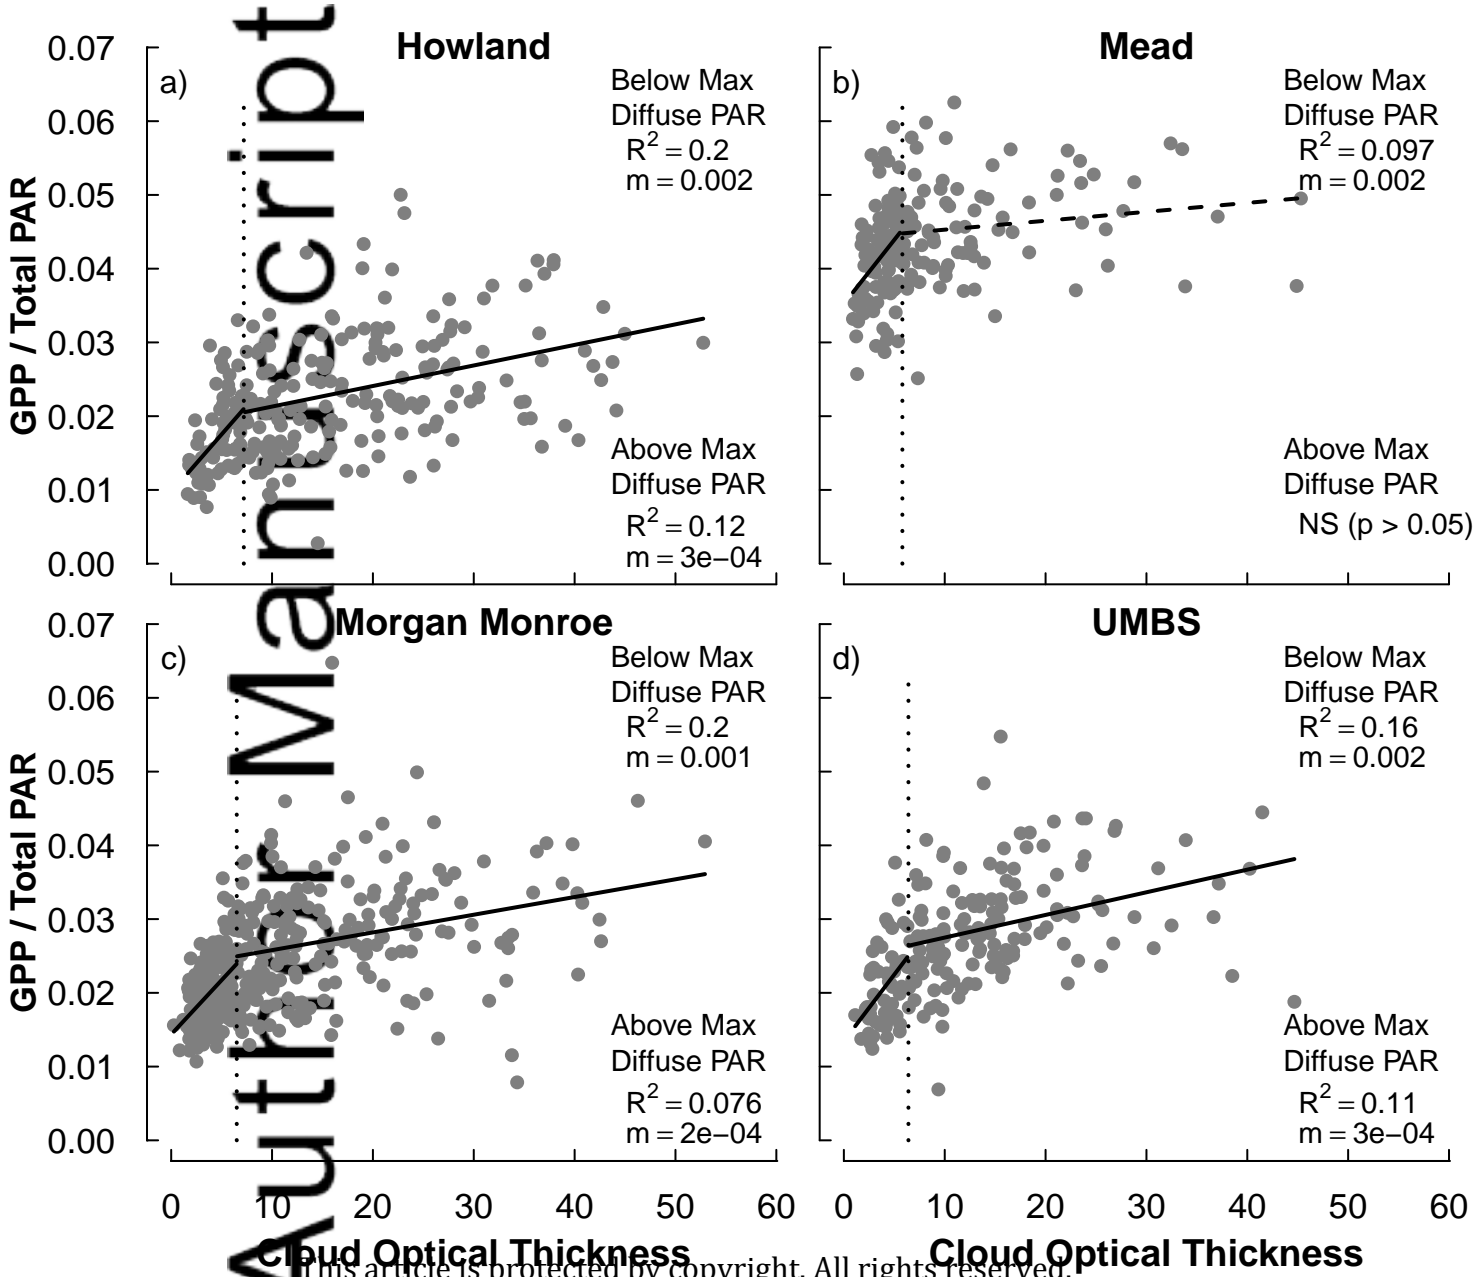 Howland
a)
0.07
0.06
0.05
0.04
0.03
0.02
0.01
0.00
GPP / Total PAR
Below Max
Diffuse PAR
R² = 0.2
m = 0.002
Above Max
Diffuse PAR
R² = 0.12
m = 3e−04
Mead
b)
Below Max
Diffuse PAR
R² = 0.097
m = 0.002
Above Max
Diffuse PAR
NS (p > 0.05)
Morgan Monroe
c)
0.07
0.06
0.05
0.04
0.03
0.02
0.01
0.00
GPP / Total PAR
Below Max
Diffuse PAR
R² = 0.2
m = 0.001
Above Max
Diffuse PAR
R² = 0.076
m = 2e−04
0 10 20 30 40 50 60
Cloud Optical Thickness
UMBS
d)
Below Max
Diffuse PAR
R² = 0.16
m = 0.002
Above Max
Diffuse PAR
R² = 0.11
m = 3e−04
0 10 20 30 40 50 60
Cloud Optical Thickness
Author Manuscript
This article is protected by copyright. All rights reserved.